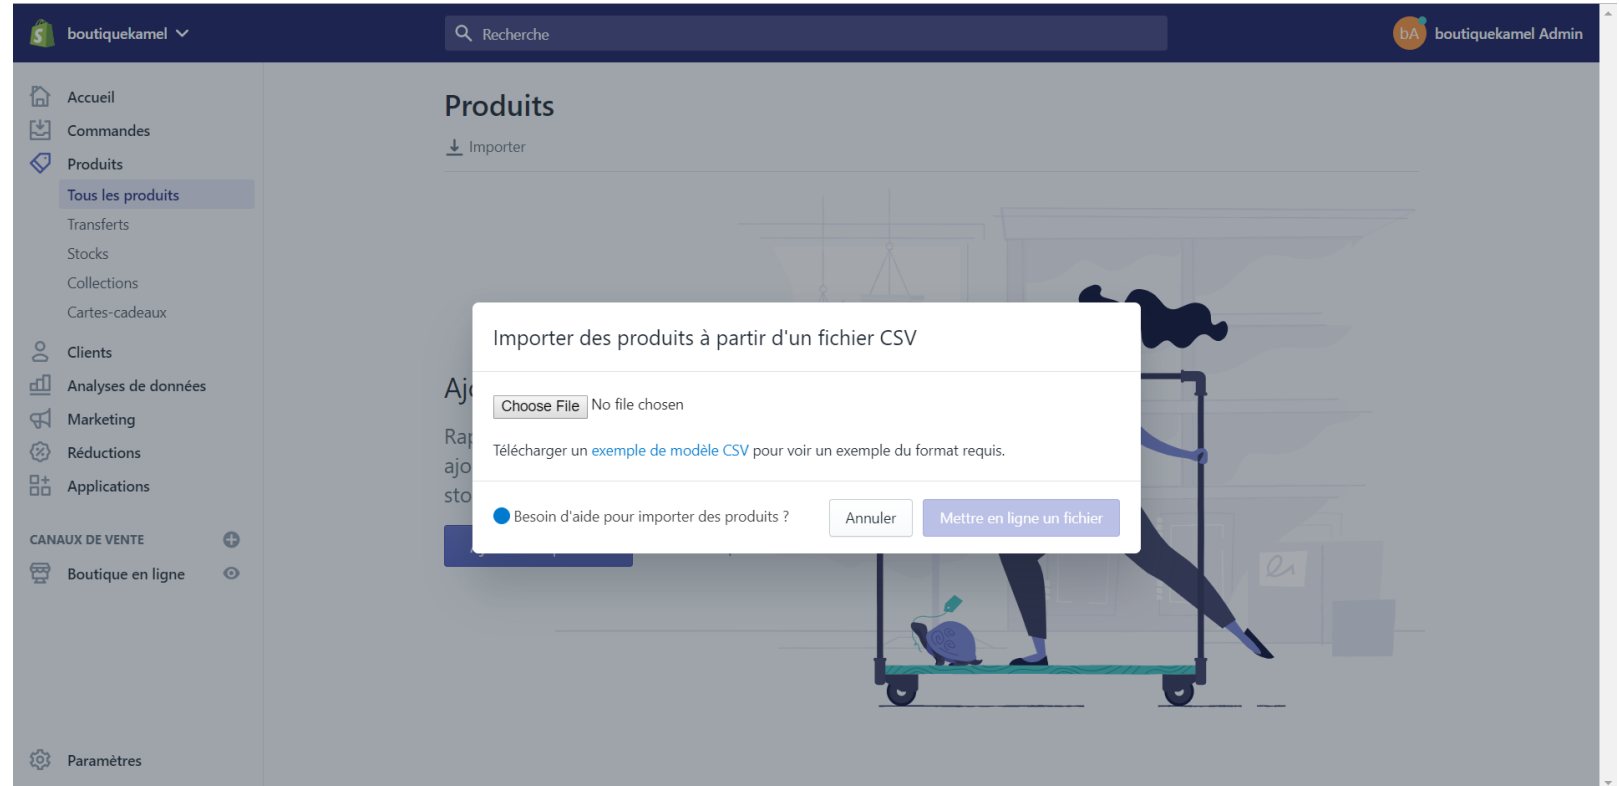 boutiquekamel
Recherche
bA
boutiquekamel Admin
Accueil
Commandes
Produits
Tous les produits
Transferts
Stocks
Collections
Cartes-cadeaux
Clients
Analyses de données
Marketing
Réductions
Applications
CANAUX DE VENTE
Boutique en ligne
Paramètres
Produits
Importer
Importer des produits à partir d'un fichier CSV
Choose File No file chosen
Télécharger un exemple de modèle CSV pour voir un exemple du format requis.
Besoin d'aide pour importer des produits ?
Annuler
Mettre en ligne un fichier